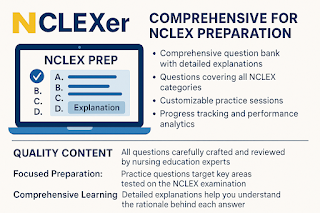 NCLEXer
COMPREHENSIVE FOR
NCLEX PREPARATION
NCLEX PREP
A.
B.
B.
C.
C.
D.
D.
Explanation
• Comprehensive question bank
with detailed explanations
• Questions covering all NCLEX
categories
• Customizable practice sessions
• Progress tracking and performance
analytics
QUALITY CONTENT
All questions carefully crafted and reviewed
by nursing education experts
Focused Preparation:
Practice questions target key areas
tested on the NCLEX examination
Comprehensive Learning
Detailed explanations help you understand
the rationale behind each answer